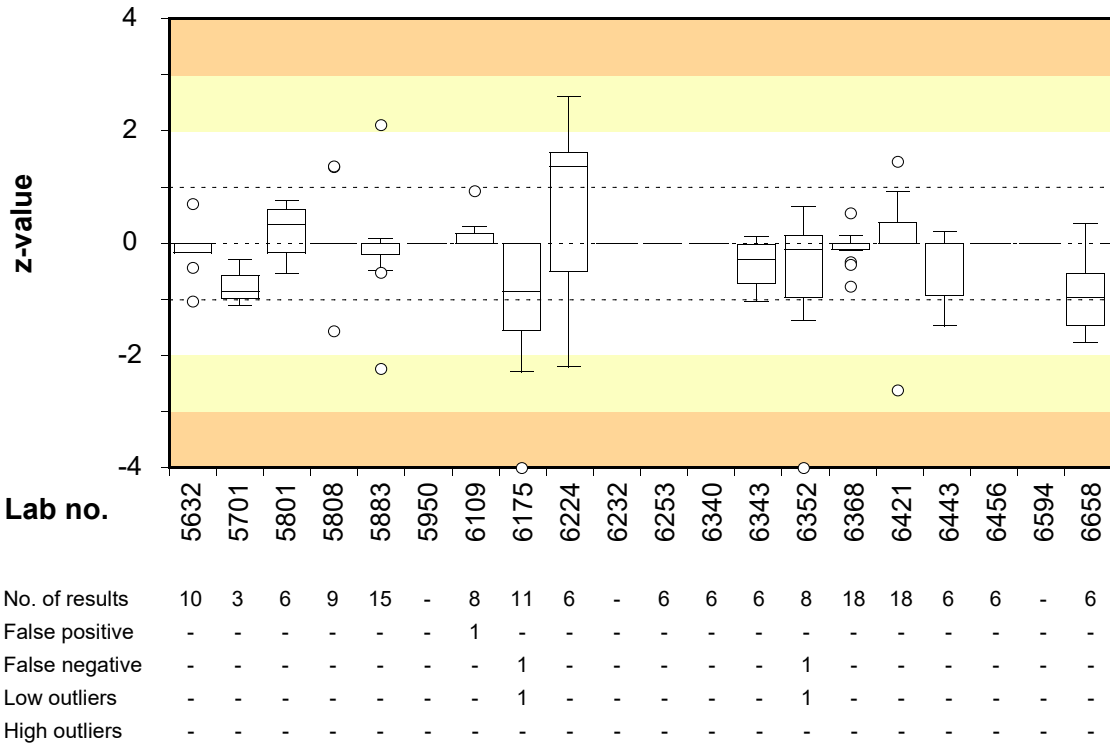 4
2
z-value
0
-2
-4
Lab no. 5632 5701 5801 5808 5883 5950 6109 6175 6224 6232 6253 6340 6343 6352 6368 6421 6443 6456 6594 6658
No. of results 10 3 6 9 15 - 8 11 6 - 6 6 6 8 18 18 6 6 - 6
False positive - - - - - - 1 - - - - - - - - - - - - -
False negative - - - - - - - 1 - - - - - 1 - - - - - -
Low outliers - - - - - - - 1 - - - - - 1 - - - - - -
High outliers - - - - - - - - - - - - - - - - - - - -